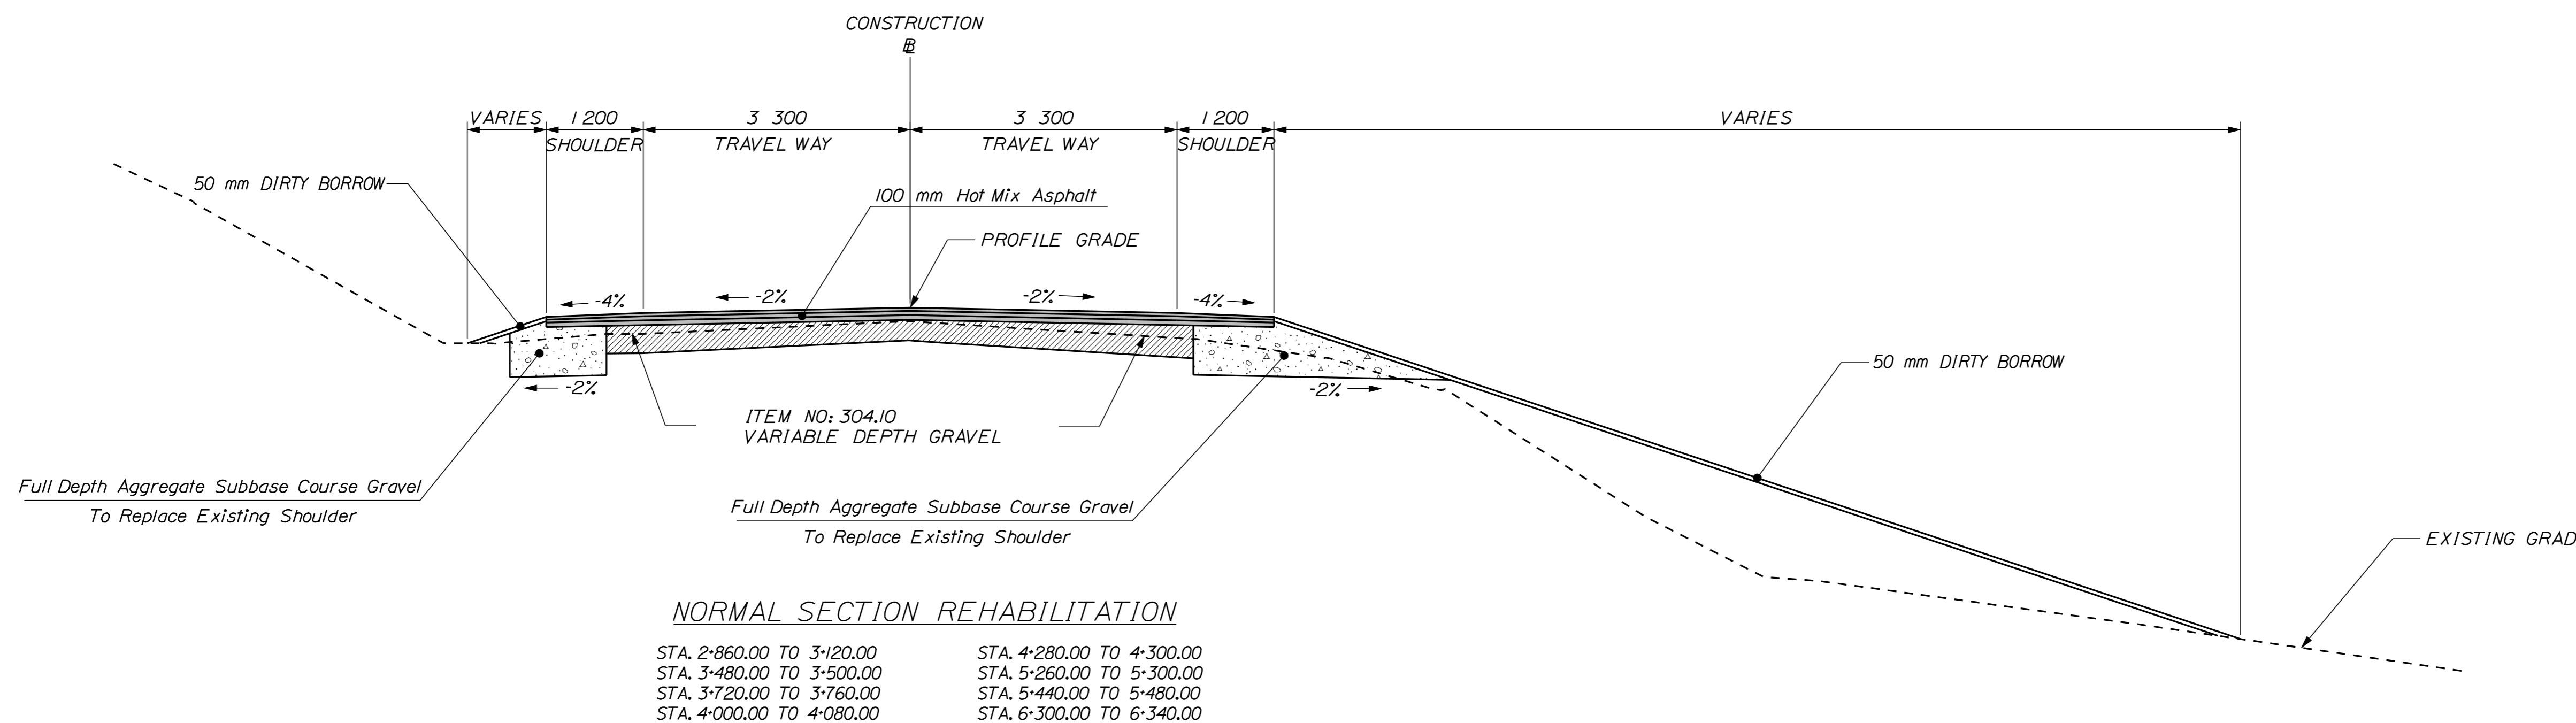 CONSTRUCTION
BL
VARIES
1 200
3 300
3 300
1 200
VARIES
SHOULDER
TRAVEL WAY
TRAVEL WAY
SHOULDER
50 mm DIRTY BORROW
100 mm Hot Mix Asphalt
PROFILE GRADE
-4%
-2%
-2%
-4%
50 mm DIRTY BORROW
-2%
-2%
ITEM NO: 304.10
VARIABLE DEPTH GRAVEL
Full Depth Aggregate Subbase Course Gravel
To Replace Existing Shoulder
Full Depth Aggregate Subbase Course Gravel
To Replace Existing Shoulder
EXISTING GRAD
NORMAL SECTION REHABILITATION
STA. 2+860.00 TO 3+120.00
STA. 3+480.00 TO 3+500.00
STA. 3+720.00 TO 3+760.00
STA. 4+000.00 TO 4+080.00
STA. 4+280.00 TO 4+300.00
STA. 5+260.00 TO 5+300.00
STA. 5+440.00 TO 5+480.00
STA. 6+300.00 TO 6+340.00